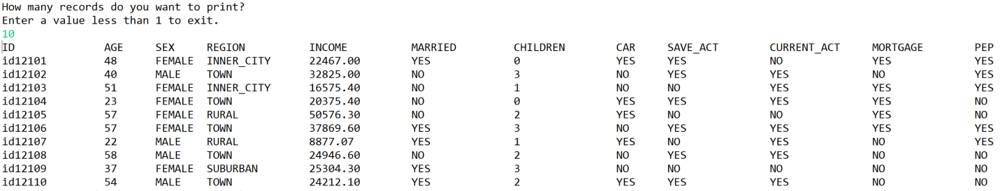 How many records do you want to print?
Enter a value less than 1 to exit.
10
ID AGE SEX REGION INCOME MARRIED CHILDREN CAR SAVE_ACT CURRENT_ACT MORTGAGE PEP
id12101 48 FEMALE INNER_CITY 22467.00 YES 0 YES YES NO YES YES
id12102 40 MALE TOWN 32825.00 NO 3 NO YES YES NO YES
id12103 51 FEMALE INNER_CITY 16575.40 NO 1 NO NO YES YES YES
id12104 23 FEMALE TOWN 20375.40 NO 0 YES YES YES YES NO
id12105 57 FEMALE RURAL 50576.30 NO 2 YES NO NO YES NO
id12106 57 FEMALE TOWN 37869.60 YES 3 NO YES YES YES YES
id12107 22 MALE RURAL 8877.07 YES 1 YES NO YES NO YES
id12108 58 MALE TOWN 24946.60 NO 2 NO YES YES NO NO
id12109 37 FEMALE SUBURBAN 25304.30 YES 3 NO NO NO NO NO
id12110 54 MALE TOWN 24212.10 YES 2 YES YES YES NO NO